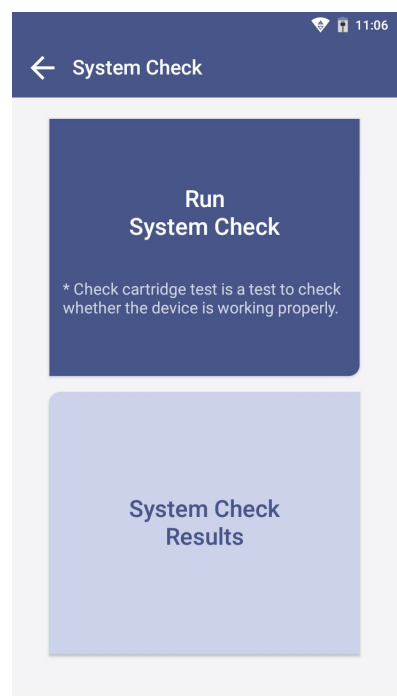 11:06
System Check
Run
System Check
* Check cartridge test is a test to check
whether the device is working properly.
System Check
Results